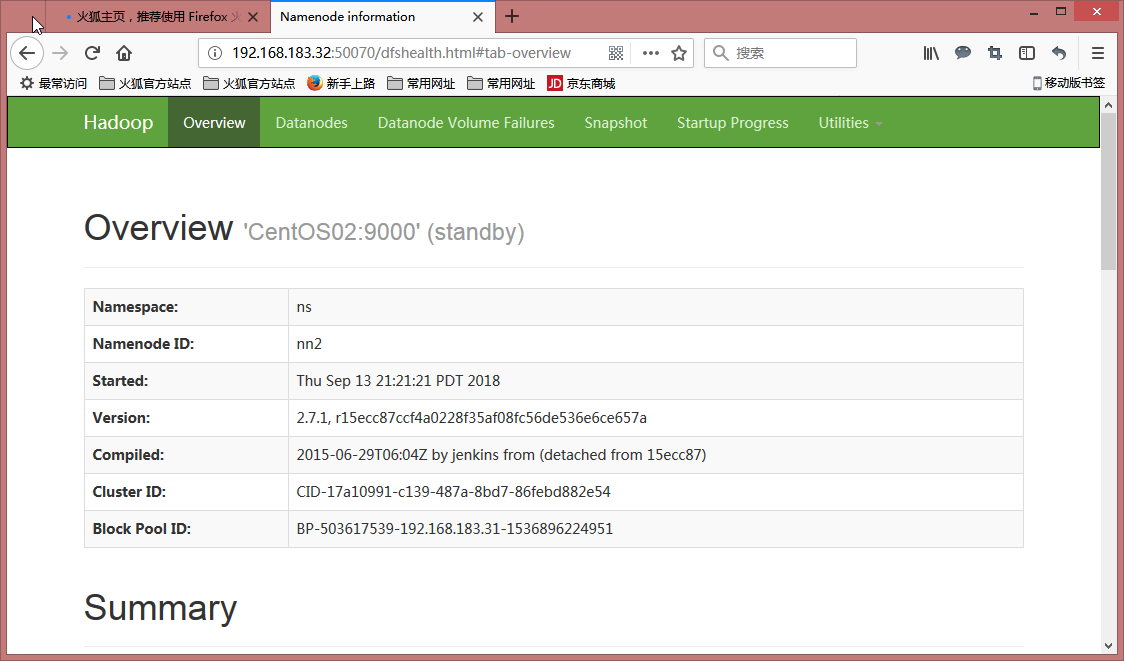 火狐主页，推荐使用 Firefox
Namenode information
192.168.183.32:50070/dfshealth.html#tab-overview
搜索
最常访问 火狐官方站点 火狐官方站点 新手上路 常用网址 常用网址 JD 京东商城 移动版书签
Hadoop Overview Datanodes Datanode Volume Failures Snapshot Startup Progress Utilities
Overview 'CentOS02:9000' (standby)
Namespace: ns
Namenode ID: nn2
Started: Thu Sep 13 21:21:21 PDT 2018
Version: 2.7.1, r15ecc87ccf4a0228f35af08fc56de536e6ce657a
Compiled: 2015-06-29T06:04Z by jenkins from (detached from 15ecc87)
Cluster ID: CID-17a10991-c139-487a-8bd7-86febd882e54
Block Pool ID: BP-503617539-192.168.183.31-1536896224951
Summary